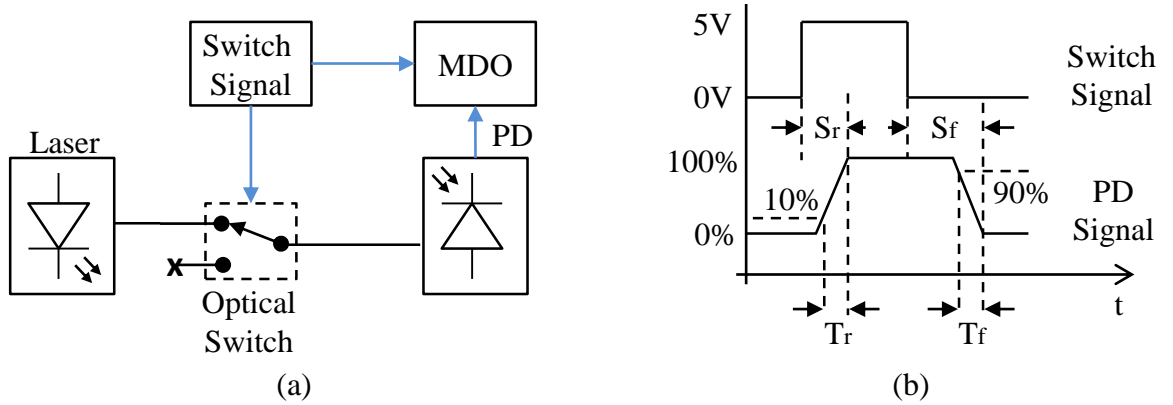 Switch
Signal
MDO
PD
Laser
x
Optical
Switch
(a)
5V
0V
Switch
Signal
Sr
Sf
100%
10%
90%
0%
PD
Signal
t
Tr
Tf
(b)